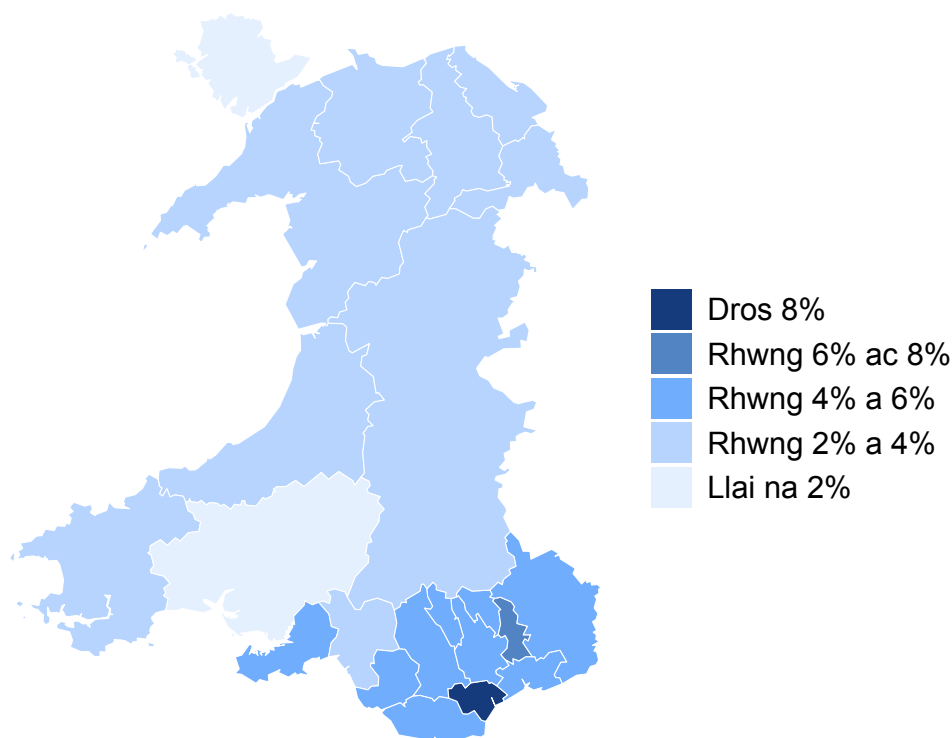 Dros 8%
Rhwng 6% ac 8%
Rhwng 4% a 6%
Rhwng 2% a 4%
Llai na 2%